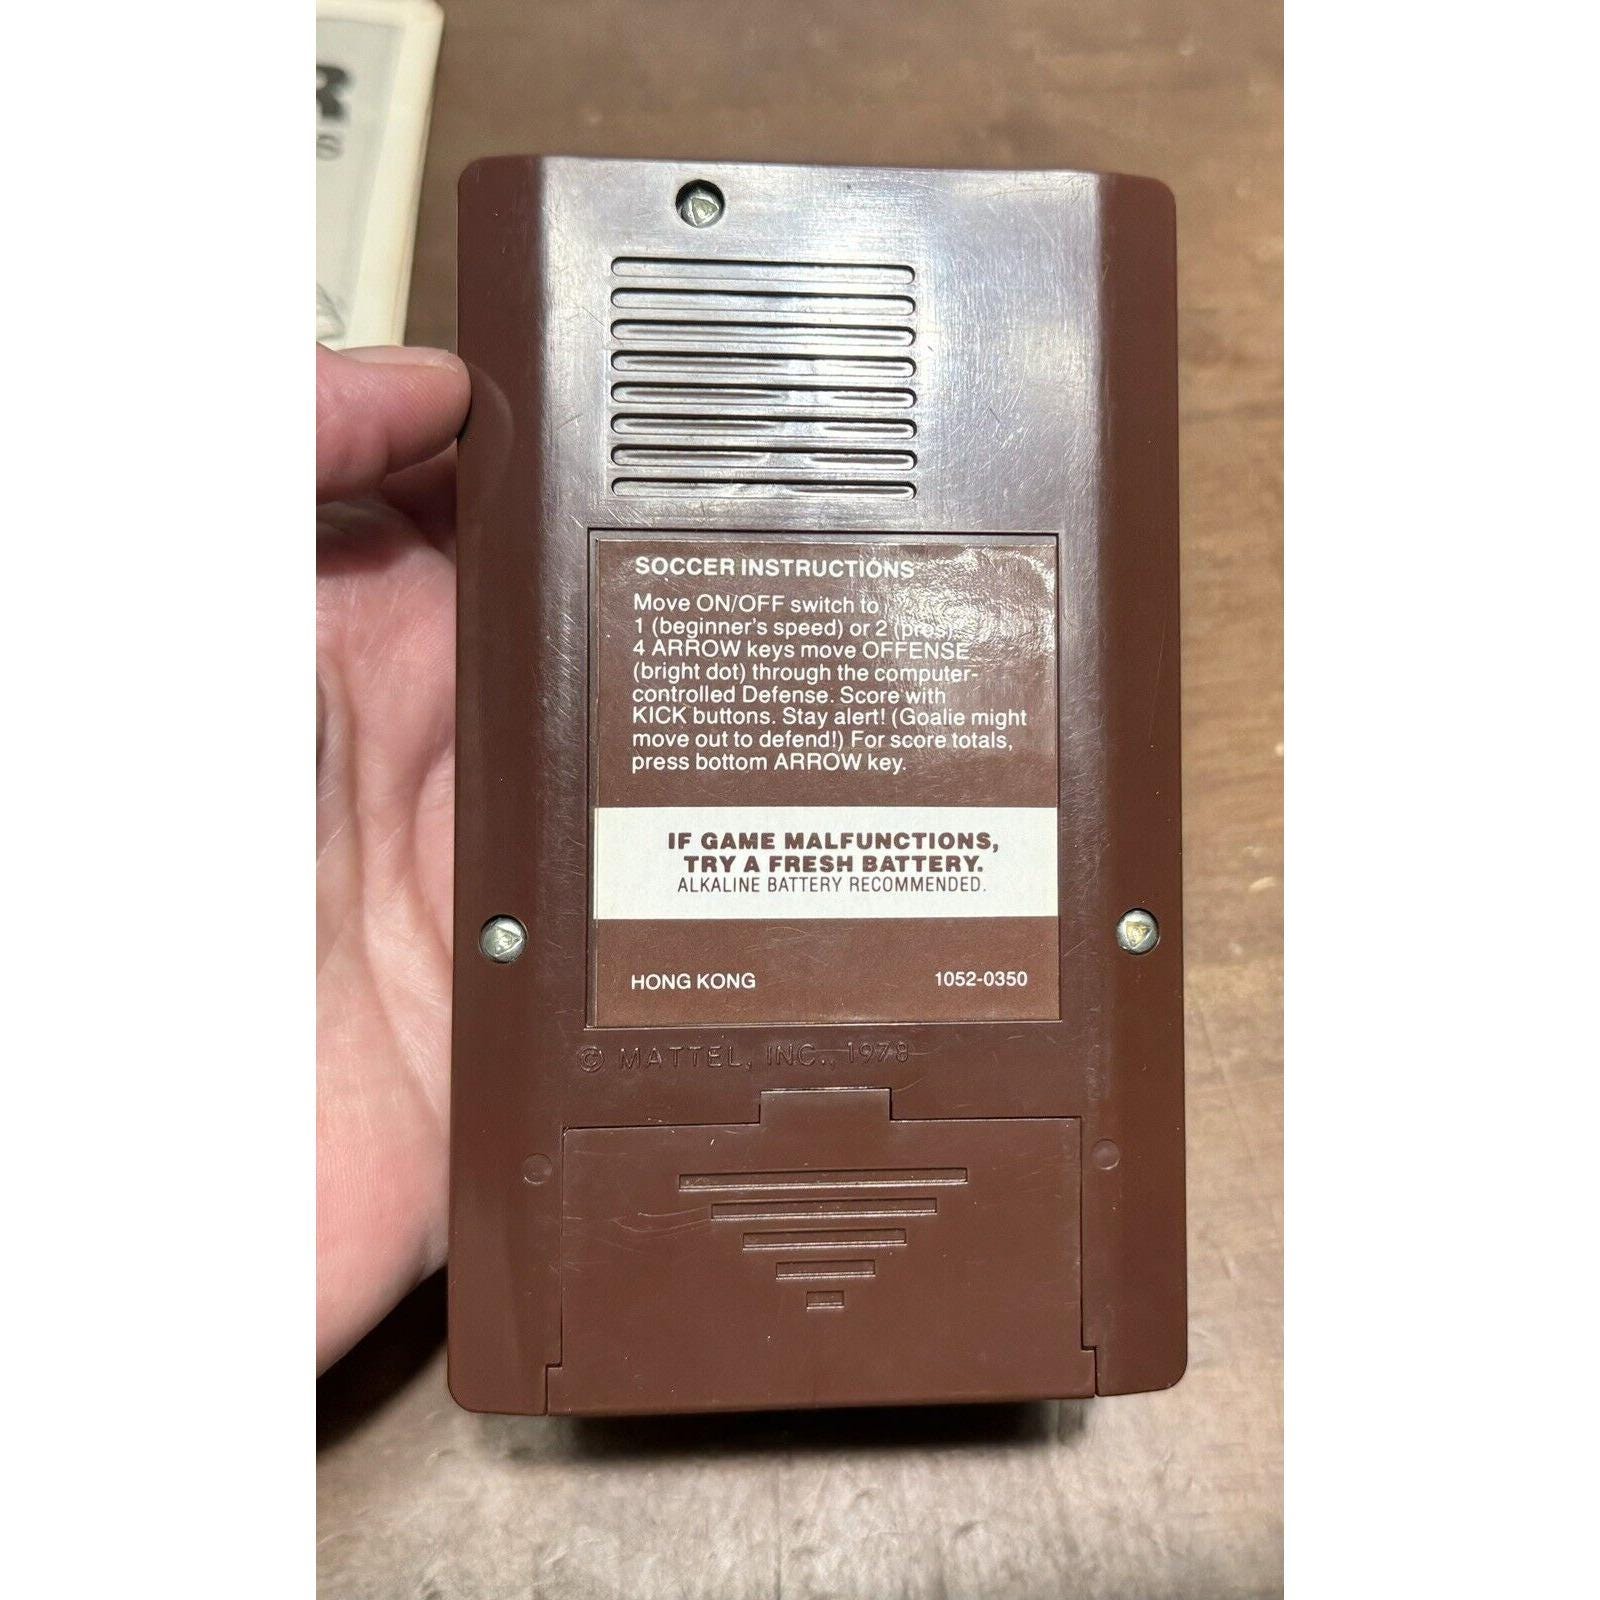 R
S
SOCCER INSTRUCTIONS
Move ON/OFF switch to
1 (beginner's speed) or 2 (pros).
4 ARROW keys move OFFENSE
(bright dot) through the computer-
controlled Defense. Score with
KICK buttons. Stay alert! (Goalie might
move out to defend!) For score totals,
press bottom ARROW key.
IF GAME MALFUNCTIONS,
TRY A FRESH BATTERY.
ALKALINE BATTERY RECOMMENDED.
HONG KONG 1052-0350
© MATTEL, INC., 1978